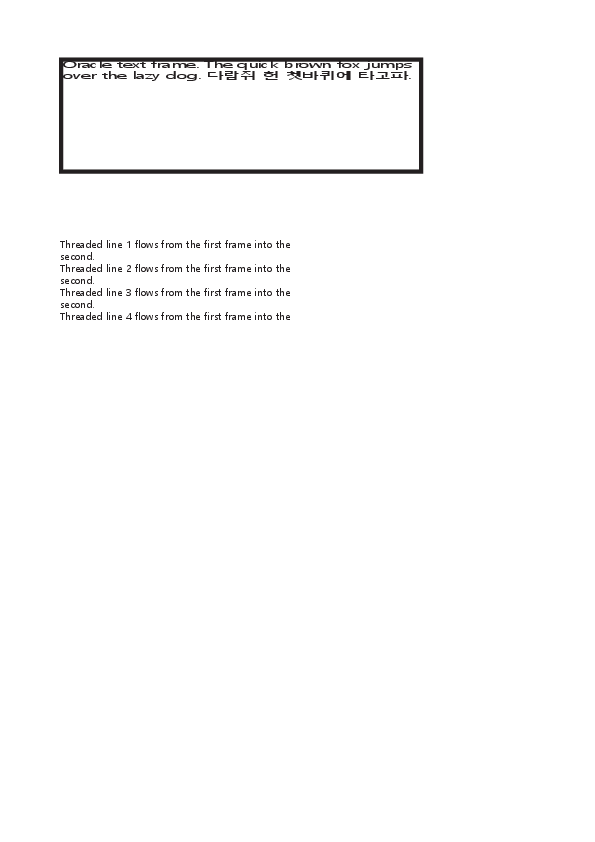 Oracle text frame. The quick brown fox jumps
over the lazy dog. 다람쥐 헌 쳇바퀴에 타고파.
Threaded line 1 flows from the first frame into the
second.
Threaded line 2 flows from the first frame into the
second.
Threaded line 3 flows from the first frame into the
second.
Threaded line 4 flows from the first frame into the